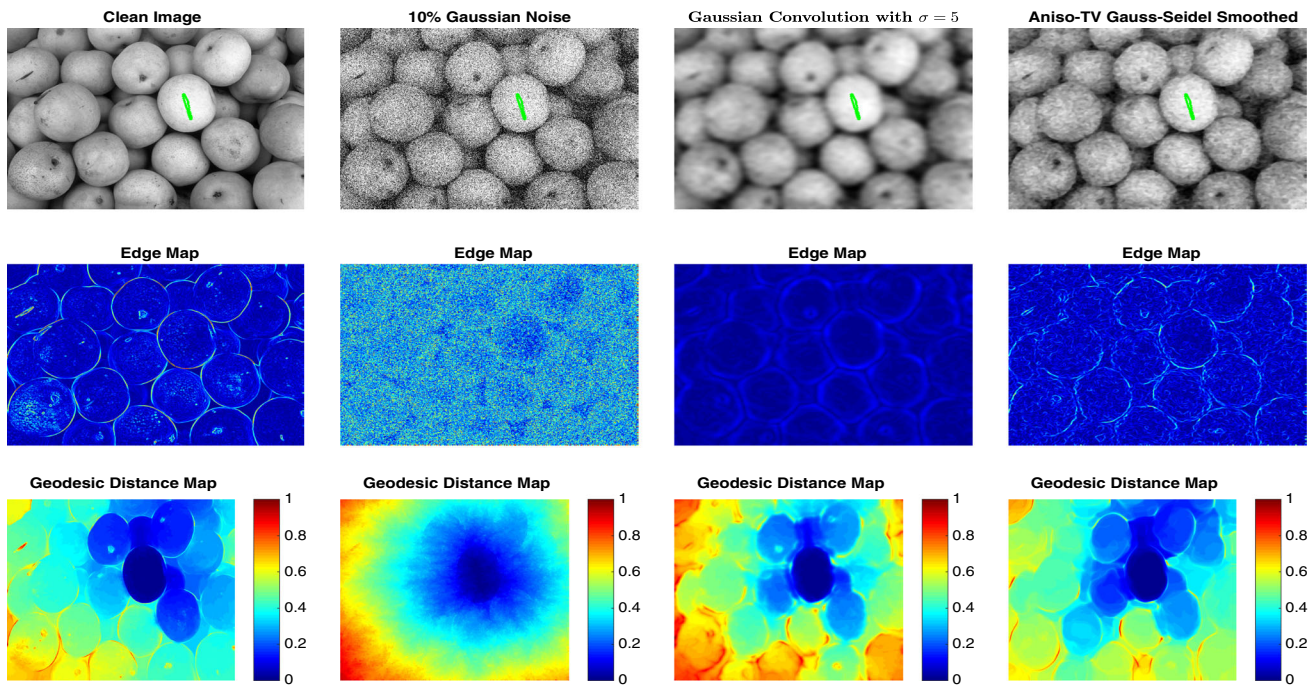 Clean Image
10% Gaussian Noise
Gaussian Convolution with σ = 5
Aniso-TV Gauss-Seidel Smoothed
Edge Map
Edge Map
Edge Map
Edge Map
Geodesic Distance Map
Geodesic Distance Map
Geodesic Distance Map
Geodesic Distance Map
1
0.8
0.6
0.4
0.2
0
1
0.8
0.6
0.4
0.2
0
1
0.8
0.6
0.4
0.2
0
1
0.8
0.6
0.4
0.2
0